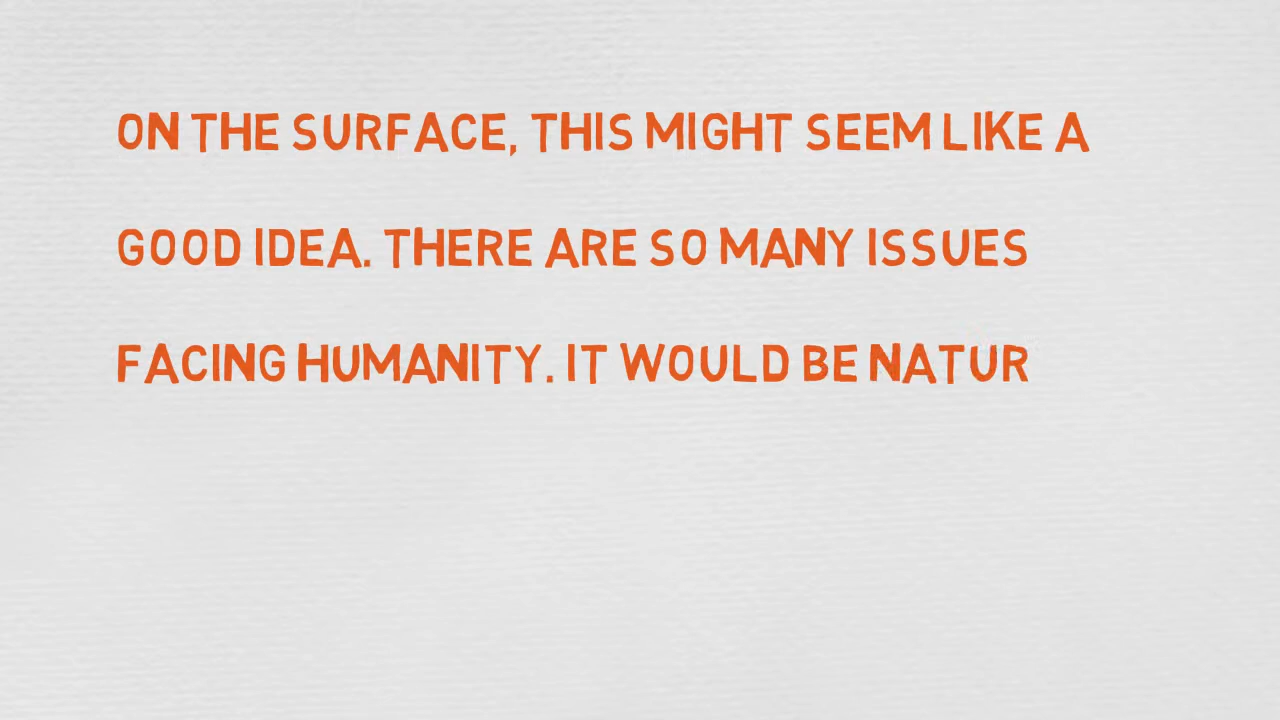 ON THE SURFACE, THIS MIGHT SEEM LIKE A
GOOD IDEA. THERE ARE SO MANY ISSUES
FACING HUMANITY. IT WOULD BE NATUR